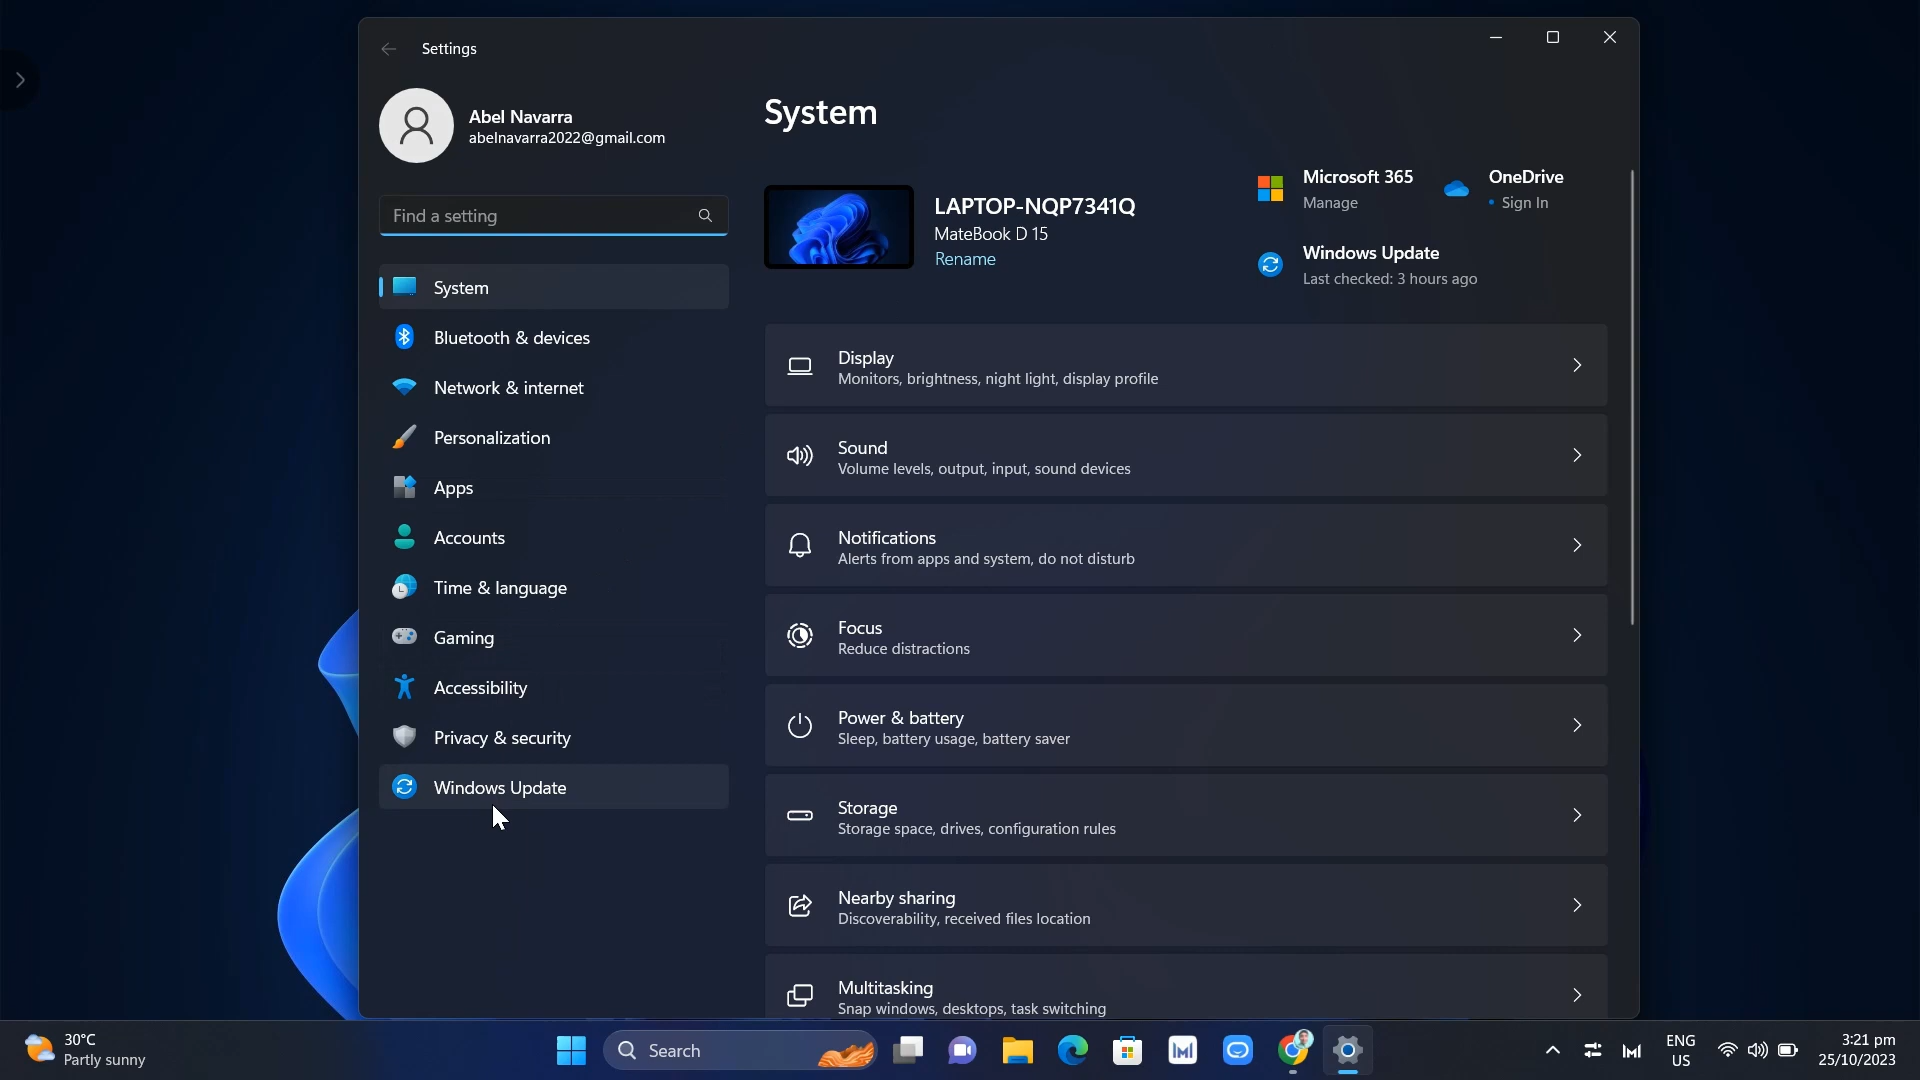 Settings
Abel Navarra
abelnavarra2022@gmail.com
Find a setting
System
Bluetooth & devices
Network & internet
Personalization
Apps
Accounts
Time & language
Gaming
Accessibility
Privacy & security
Windows Update
System
LAPTOP-NQP7341Q
MateBook D 15
Rename
Microsoft 365
Manage
OneDrive
• Sign In
Windows Update
Last checked: 3 hours ago
Display
Monitors, brightness, night light, display profile
Sound
Volume levels, output, input, sound devices
Notifications
Alerts from apps and system, do not disturb
Focus
Reduce distractions
Power & battery
Sleep, battery usage, battery saver
Storage
Storage space, drives, configuration rules
Nearby sharing
Discoverability, received files location
Multitasking
Snap windows, desktops, task switching
30°C
Partly sunny
Search
ENG
US
3:21 pm
25/10/2023